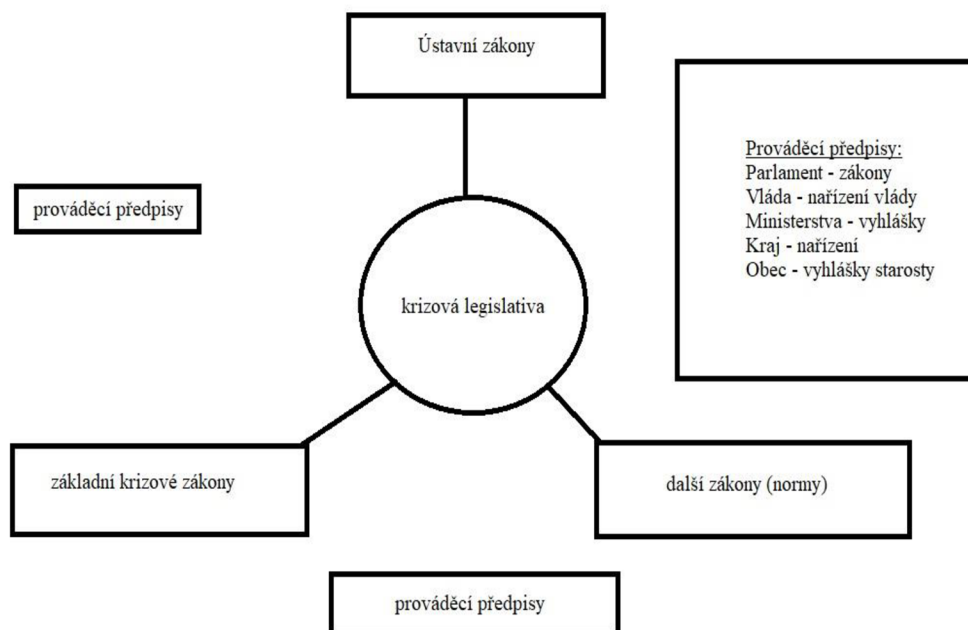 Ústavní zákony
Prováděcí předpisy:
Parlament - zákony
Vláda - nařízení vlády
Ministerstva - vyhlášky
Kraj - nařízení
Obec - vyhlášky starosty
prováděcí předpisy
krizová legislativa
základní krizové zákony
další zákony (normy)
prováděcí předpisy